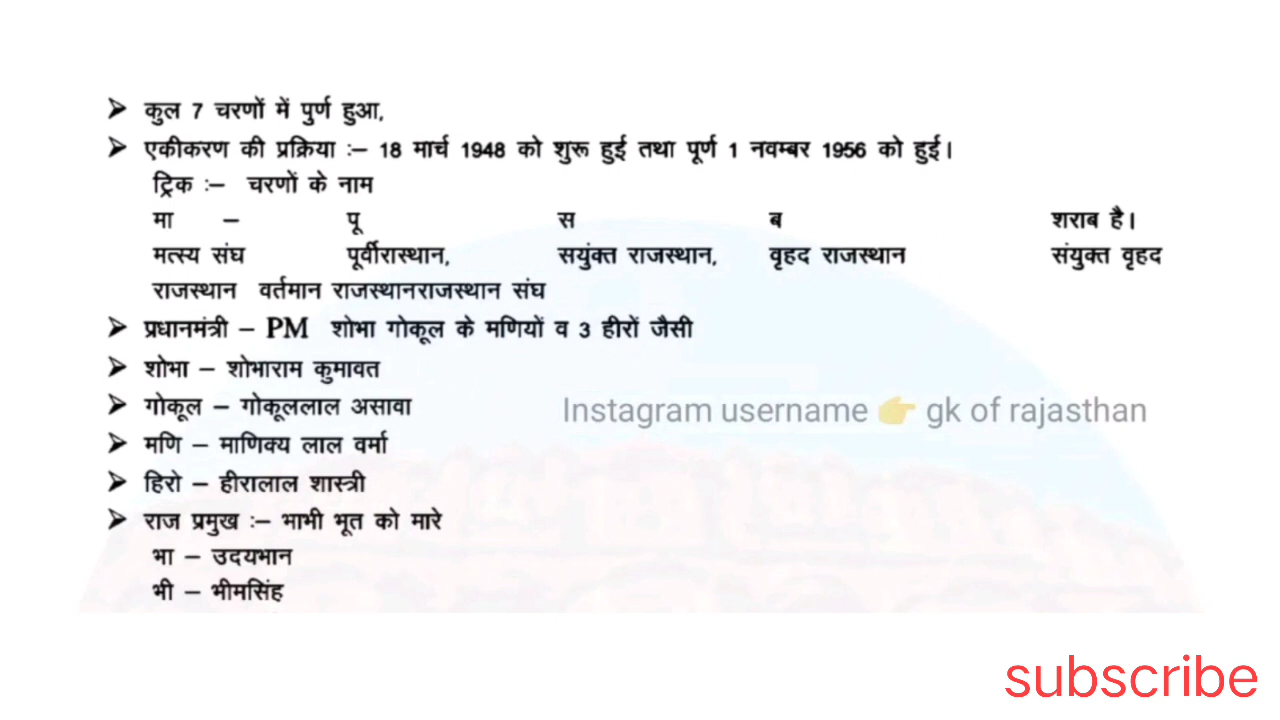 ➤ कुल 7 चरणों में पुर्ण हुआ,
➤ एकीकरण की प्रक्रिया :– 18 मार्च 1948 को शुरू हुई तथा पूर्ण 1 नवम्बर 1956 को हुई।
ट्रिक :– चरणों के नाम
मा – पू स ब शराब है।
मत्स्य संघ पूर्वीरास्थान, सयुंक्त राजस्थान, वृहद राजस्थान संयुक्त वृहद
राजस्थान वर्तमान राजस्थानराजस्थान संघ
➤ प्रधानमंत्री – PM शोभा गोकूल के मणियों व 3 हीरों जैसी
➤ शोभा – शोभाराम कुमावत
➤ गोकूल – गोकूललाल असावा
Instagram username 👉 gk of rajasthan
➤ मणि – माणिक्य लाल वर्मा
➤ हिरो – हीरालाल शास्त्री
➤ राज प्रमुख :– भाभी भूत को मारे
भा – उदयभान
भी – भीमसिंह
subscribe